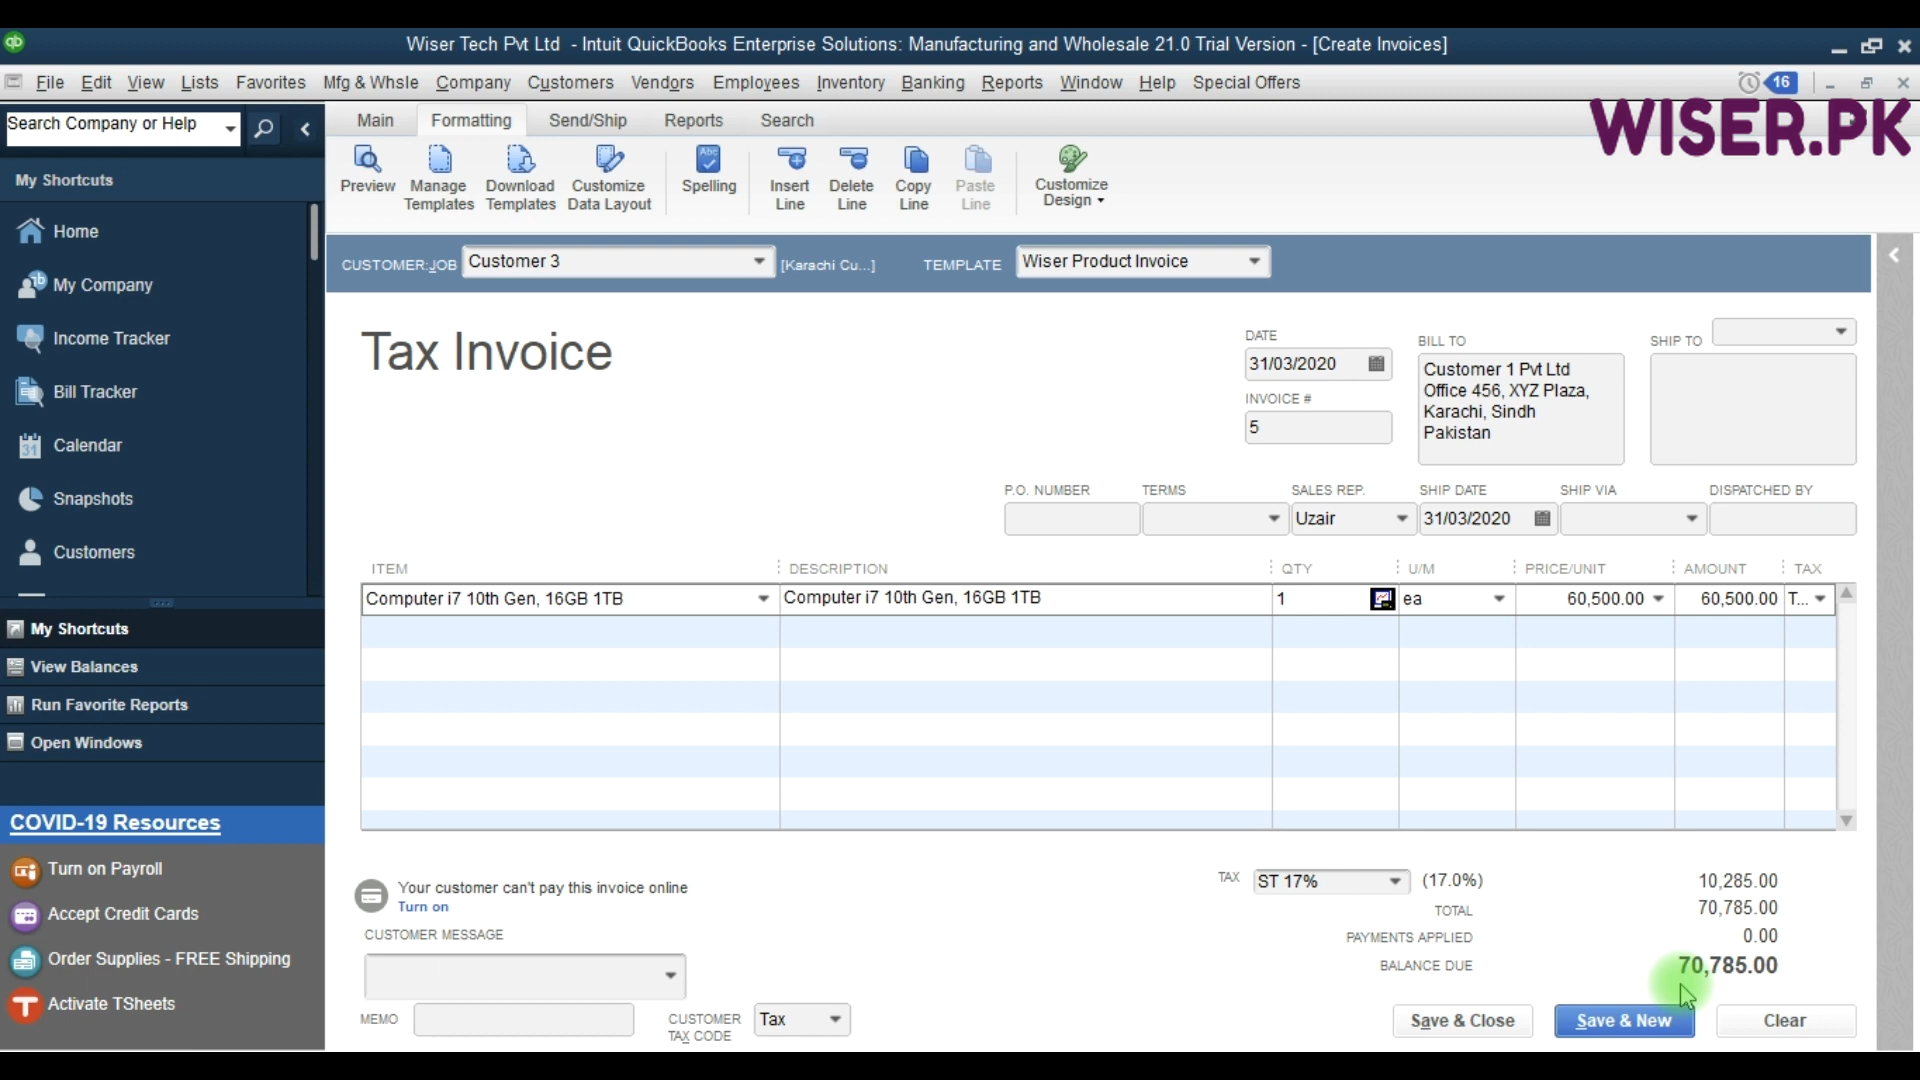 Wiser Tech Pvt Ltd - Intuit QuickBooks Enterprise Solutions: Manufacturing and Wholesale 21.0 Trial Version - [Create Invoices]
File Edit View Lists Favorites Mfg & Whsle Company Customers Vendors Employees Inventory Banking Reports Window Help Special Offers 16
WISER.PK
Search Company or Help
Main Formatting Send/Ship Reports Search
Preview Manage Templates Download Templates Customize Data Layout Spelling Insert Line Delete Line Copy Line Paste Line Customize Design
My Shortcuts
Home
My Company
Income Tracker
Bill Tracker
31 Calendar
Snapshots
Customers
My Shortcuts
View Balances
Run Favorite Reports
Open Windows
COVID-19 Resources
Turn on Payroll
Accept Credit Cards
Order Supplies - FREE Shipping
Activate TSheets
CUSTOMER:JOB Customer 3 [Karachi Cu...] TEMPLATE Wiser Product Invoice
Tax Invoice
DATE
31/03/2020
INVOICE #
5
BILL TO
Customer 1 Pvt Ltd
Office 456, XYZ Plaza,
Karachi, Sindh
Pakistan
SHIP TO
P.O. NUMBER TERMS SALES REP. SHIP DATE SHIP VIA DISPATCHED BY
Uzair 31/03/2020
ITEM DESCRIPTION QTY U/M PRICE/UNIT AMOUNT TAX
Computer i7 10th Gen, 16GB 1TB Computer i7 10th Gen, 16GB 1TB 1 ea 60,500.00 60,500.00 T...
Your customer can't pay this invoice online
Turn on
CUSTOMER MESSAGE
TAX ST 17% (17.0%) 10,285.00
TOTAL 70,785.00
PAYMENTS APPLIED 0.00
BALANCE DUE 70,785.00
MEMO CUSTOMER TAX CODE Tax
Save & Close Save & New Clear